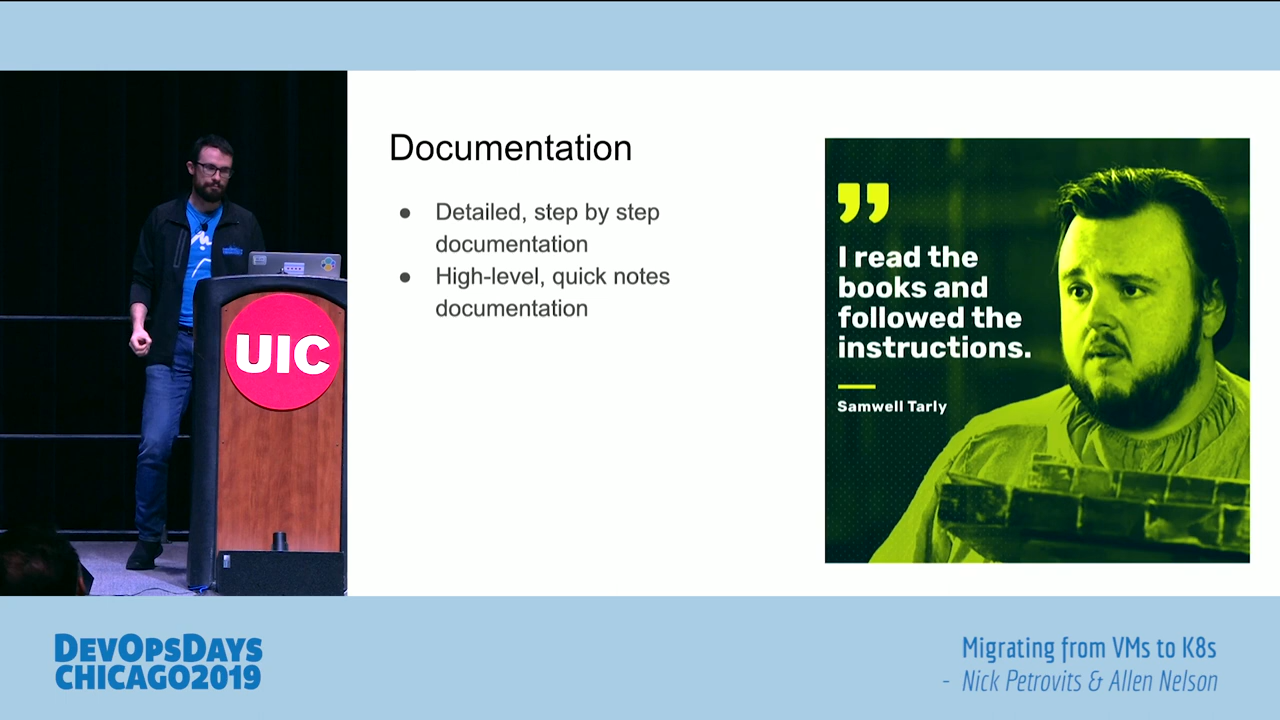 Documentation
● Detailed, step by step
documentation
● High-level, quick notes
documentation
”
I read the
books and
followed the
instructions.
Samwell Tarly
UIC
DEVOPSDAYS
CHICAGO2019
Migrating from VMs to K8s
- Nick Petrovits & Allen Nelson